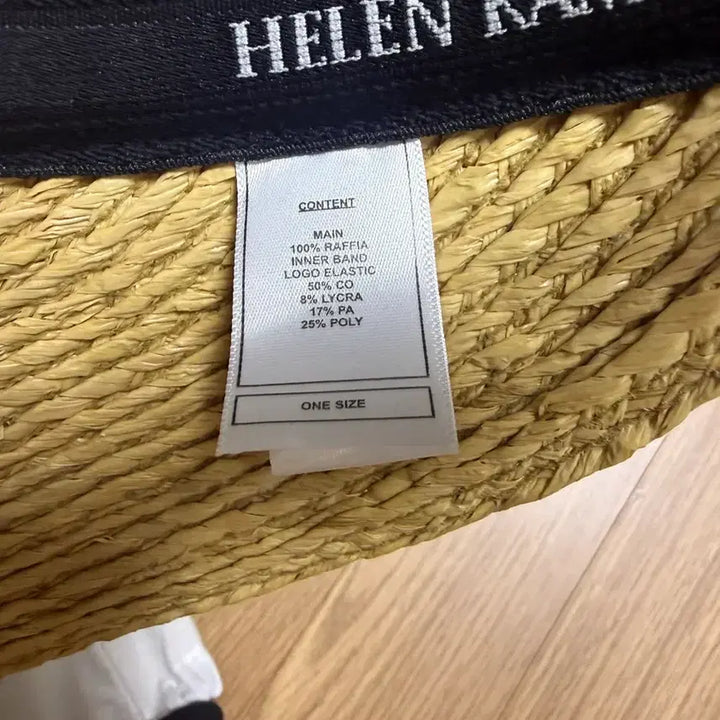 HELEN
CONTENT
MAIN
100% RAFFIA
INNER BAND
LOGO ELASTIC
50% CO
8% LYCRA
17% PA
25% POLY
ONE SIZE